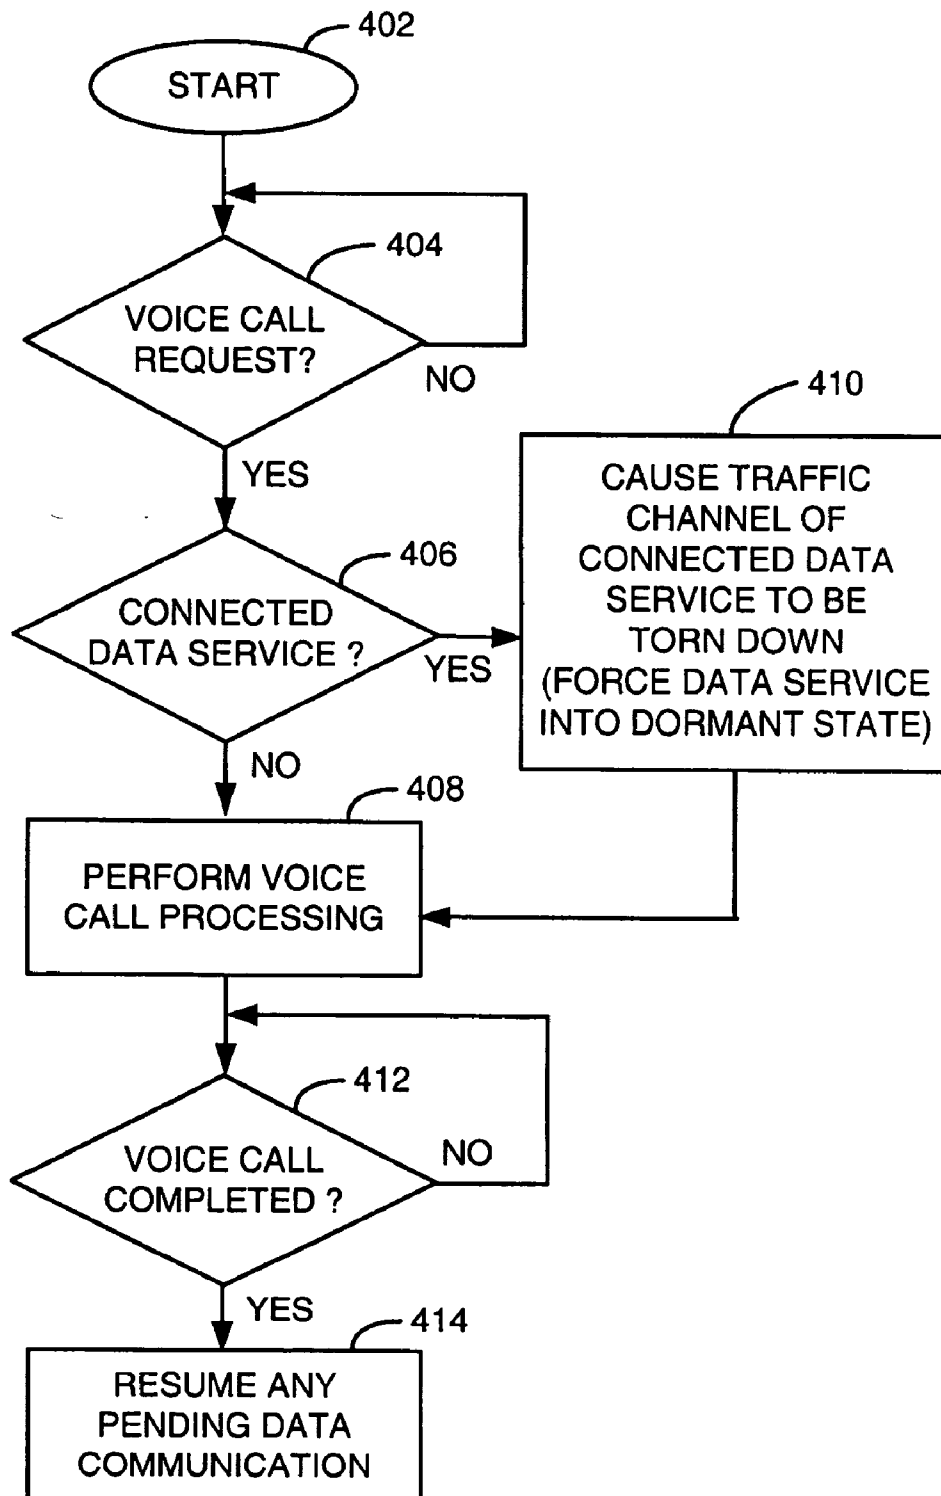 402
START
404
VOICE CALL
REQUEST?
NO
YES
410
CAUSE TRAFFIC
CHANNEL OF
CONNECTED DATA
SERVICE TO BE
TORN DOWN
(FORCE DATA SERVICE
INTO DORMANT STATE)
406
CONNECTED
DATA SERVICE ?
YES
NO
408
PERFORM VOICE
CALL PROCESSING
412
VOICE CALL
COMPLETED ?
NO
YES
414
RESUME ANY
PENDING DATA
COMMUNICATION